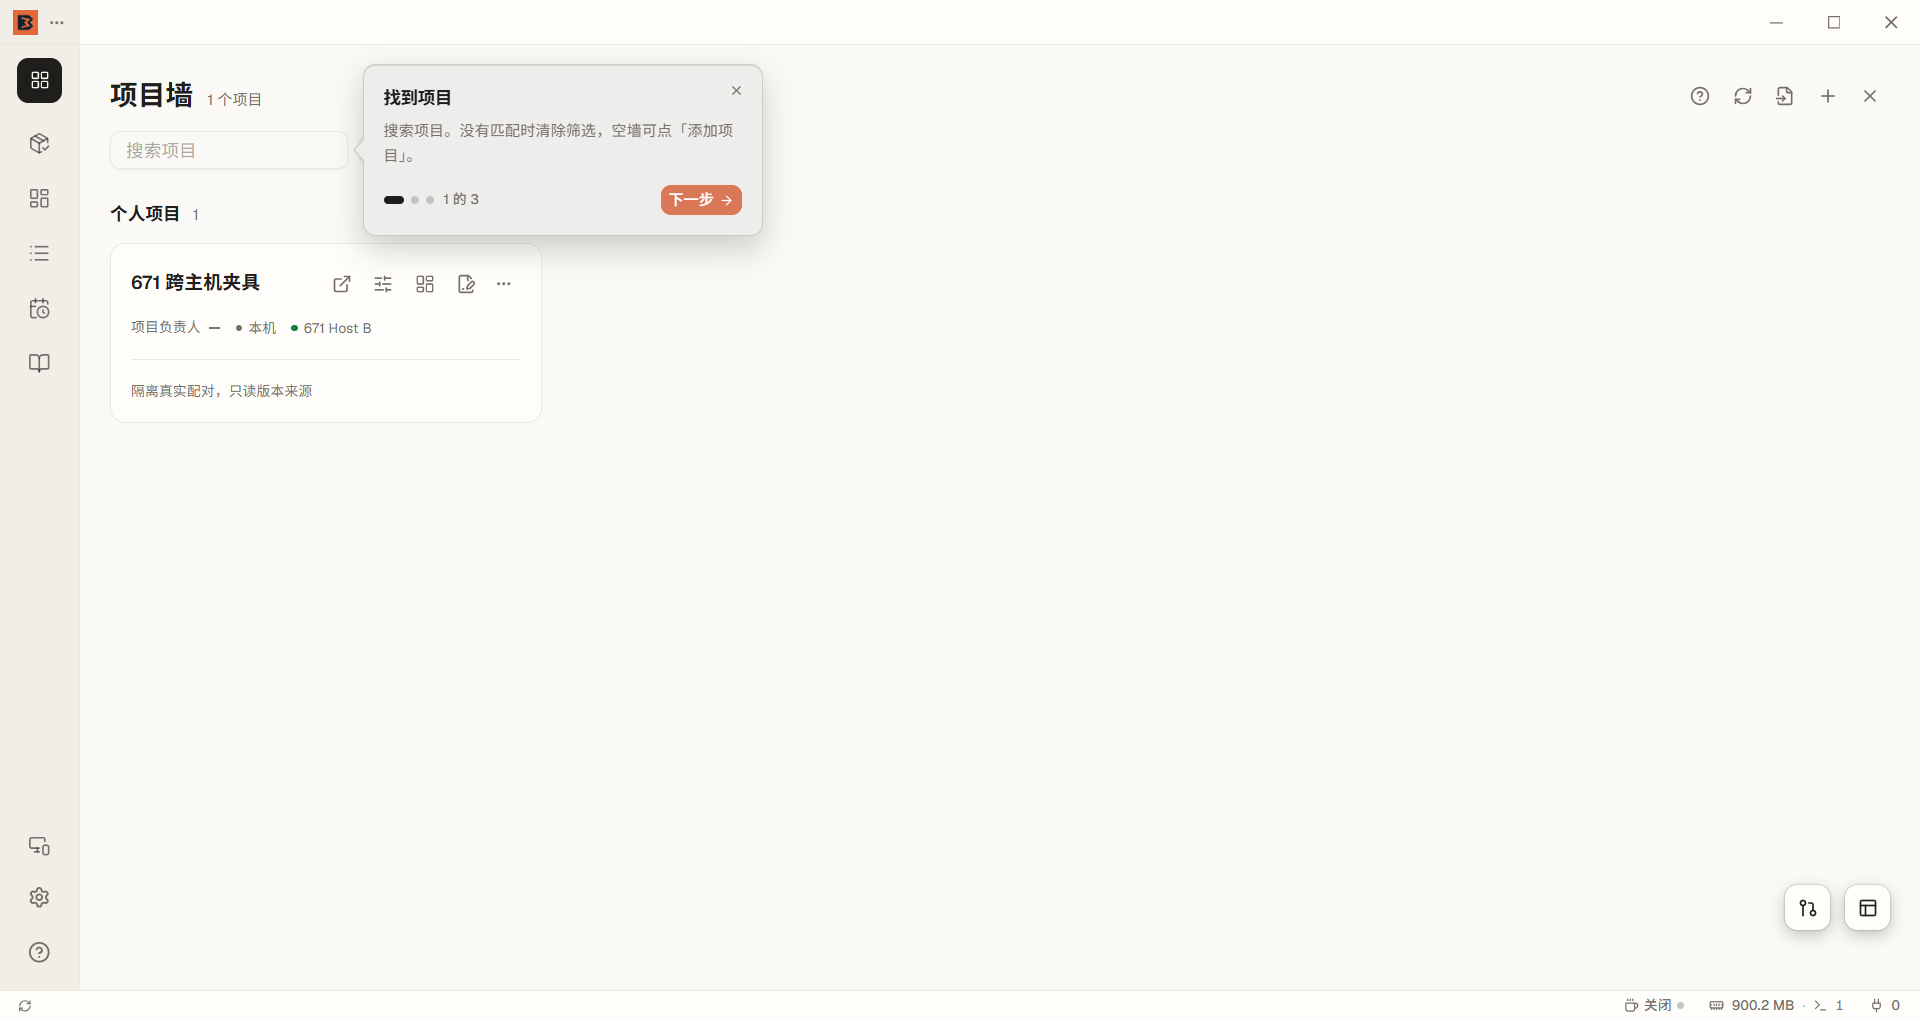 项目墙 1 个项目
搜索项目
找到项目
搜索项目。没有匹配时清除筛选，空墙可点「添加项
目」。
1 的 3
下一步
个人项目 1
671 跨主机夹具
项目负责人 — 本机 671 Host B
隔离真实配对，只读版本来源
关闭 900.2 MB · 1 0